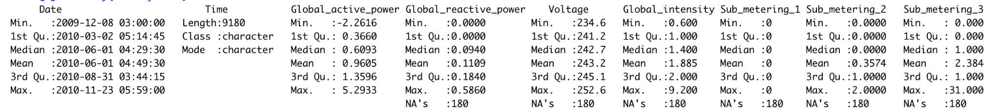 Date Time Global_active_power Global_reactive_power Voltage Global_intensity Sub_metering_1 Sub_metering_2 Sub_metering_3
Min. :2009-12-08 03:00:00 Length:9180 Min. :-2.2616 Min. :0.0000 Min. :234.6 Min. :0.600 Min. :0 Min. :0.0000 Min. : 0.000
1st Qu.:2010-03-02 05:14:45 Class :character 1st Qu.: 0.3660 1st Qu.:0.0000 1st Qu.:241.2 1st Qu.:1.000 1st Qu.:0 1st Qu.:0.0000 1st Qu.: 0.000
Median :2010-06-01 04:29:30 Mode :character Median : 0.6093 Median :0.0940 Median :242.7 Median :1.400 Median :0 Median :0.0000 Median : 1.000
Mean :2010-06-01 04:49:30 Mean : 0.9605 Mean :0.1109 Mean :243.2 Mean :1.885 Mean :0 Mean :0.3574 Mean : 2.384
3rd Qu.:2010-08-31 03:44:15 3rd Qu.: 1.3596 3rd Qu.:0.1840 3rd Qu.:245.1 3rd Qu.:2.000 3rd Qu.:0 3rd Qu.:1.0000 3rd Qu.: 1.000
Max. :2010-11-23 05:59:00 Max. : 5.2933 Max. :0.5860 Max. :252.6 Max. :9.200 Max. :0 Max. :2.0000 Max. :31.000
NA's :180 NA's :180 NA's :180 NA's :180 NA's :180 NA's :180